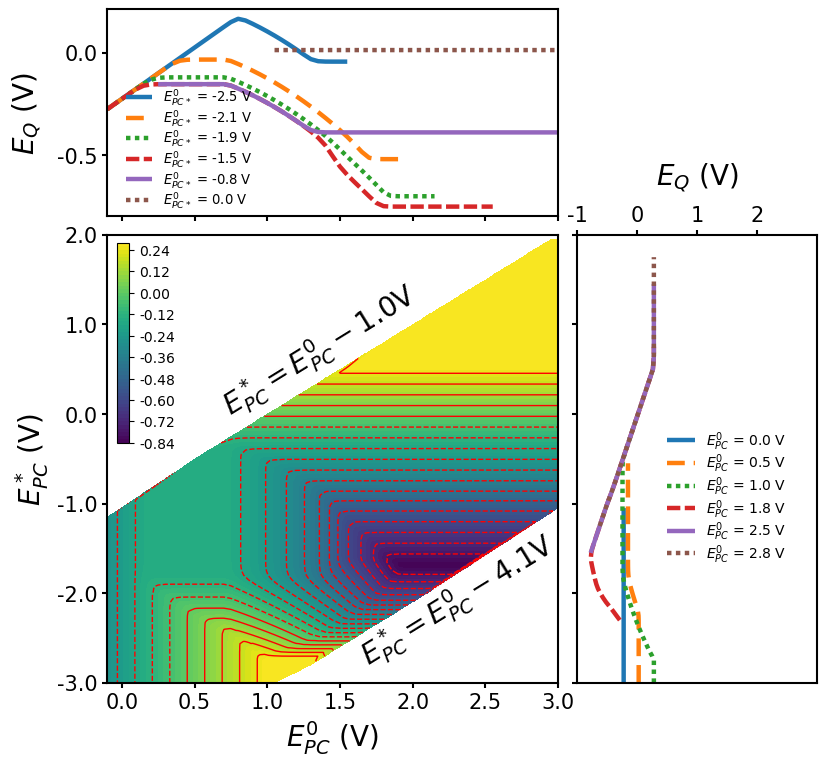 0.0
-0.5
E_Q (V)
E^0_{PC*} = -2.5 V
E^0_{PC*} = -2.1 V
E^0_{PC*} = -1.9 V
E^0_{PC*} = -1.5 V
E^0_{PC*} = -0.8 V
E^0_{PC*} = 0.0 V
E_Q (V)
-1 0 1 2
2.0
1.0
0.0
-1.0
-2.0
-3.0
E^*_{PC} (V)
0.24
0.12
0.00
-0.12
-0.24
-0.36
-0.48
-0.60
-0.72
-0.84
E^*_{PC} = E^0_{PC} − 1.0V
E^*_{PC} = E^0_{PC} − 4.1V
0.0 0.5 1.0 1.5 2.0 2.5 3.0
E^0_{PC} (V)
E^0_{PC} = 0.0 V
E^0_{PC} = 0.5 V
E^0_{PC} = 1.0 V
E^0_{PC} = 1.8 V
E^0_{PC} = 2.5 V
E^0_{PC} = 2.8 V